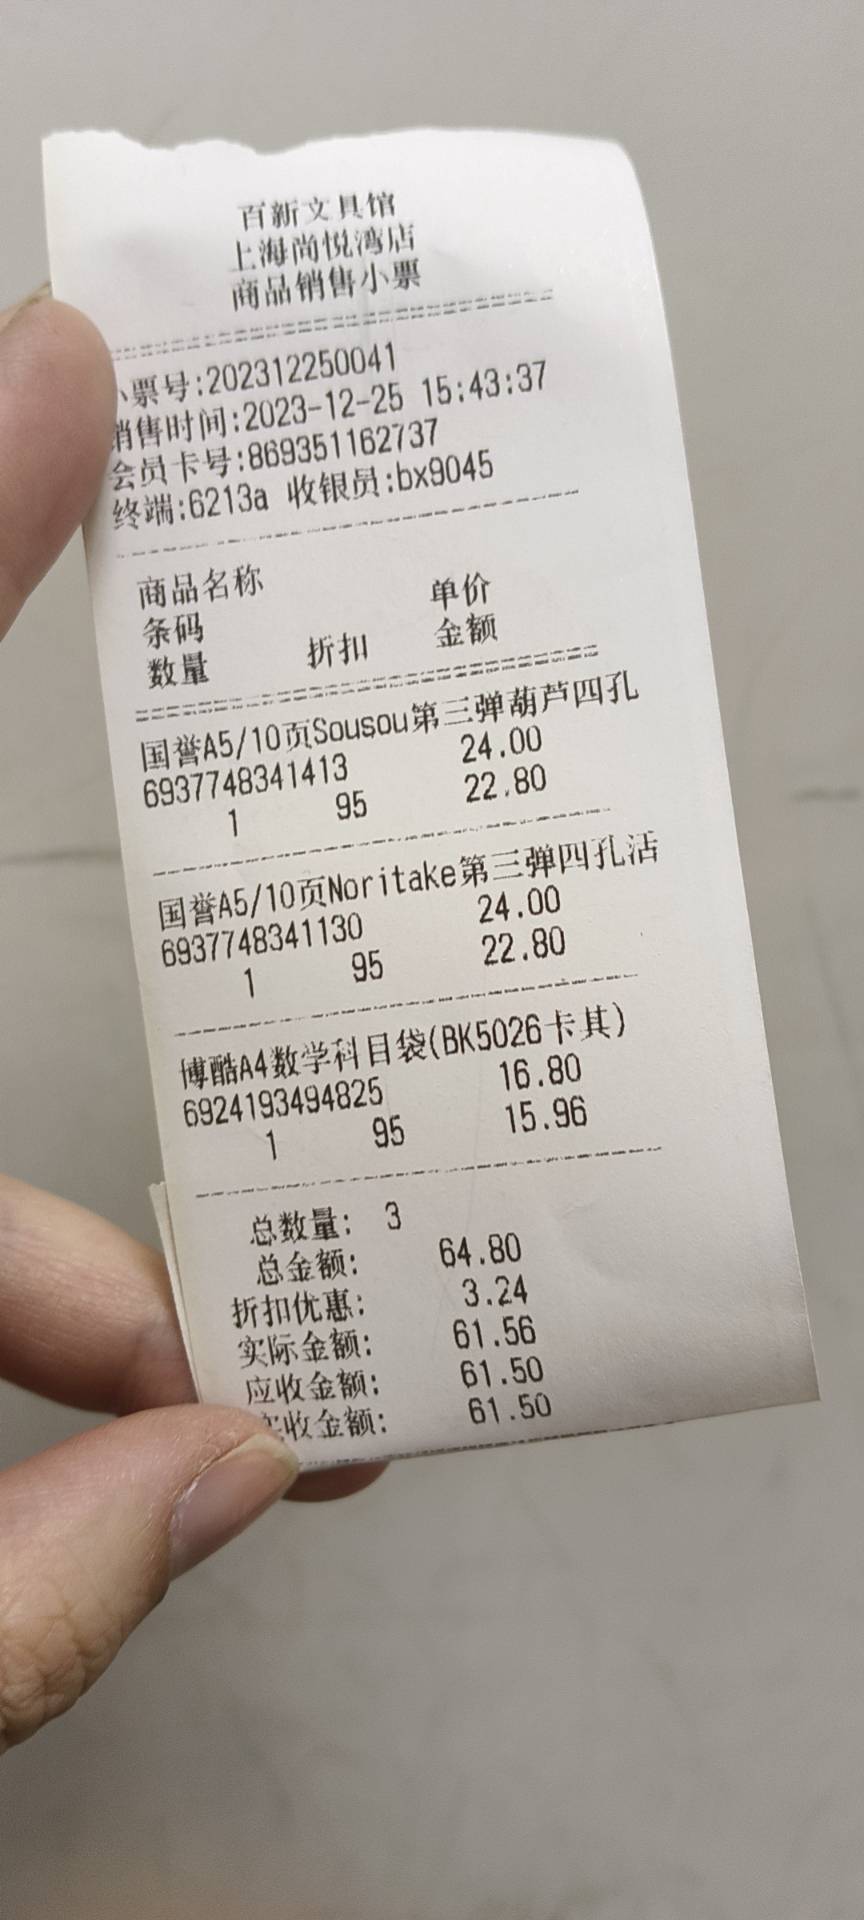 百新文具馆
上海尚悦湾店
商品销售小票
票号:202312250041
销售时间:2023-12-25 15:43:37
会员卡号:869351162737
终端:6213a 收银员:bx9045
商品名称
条码 单价
数量 折扣 金额
国誉A5/10页Sousou第三弹葫芦四孔
6937748341413 24.00
1 95 22.80
国誉A5/10页Noritake第三弹四孔活
6937748341130 24.00
1 95 22.80
博酷A4数学科目袋(BK5026卡其)
6924193494825 16.80
1 95 15.96
总数量: 3
总金额: 64.80
折扣优惠: 3.24
实际金额: 61.56
应收金额: 61.50
实收金额: 61.50